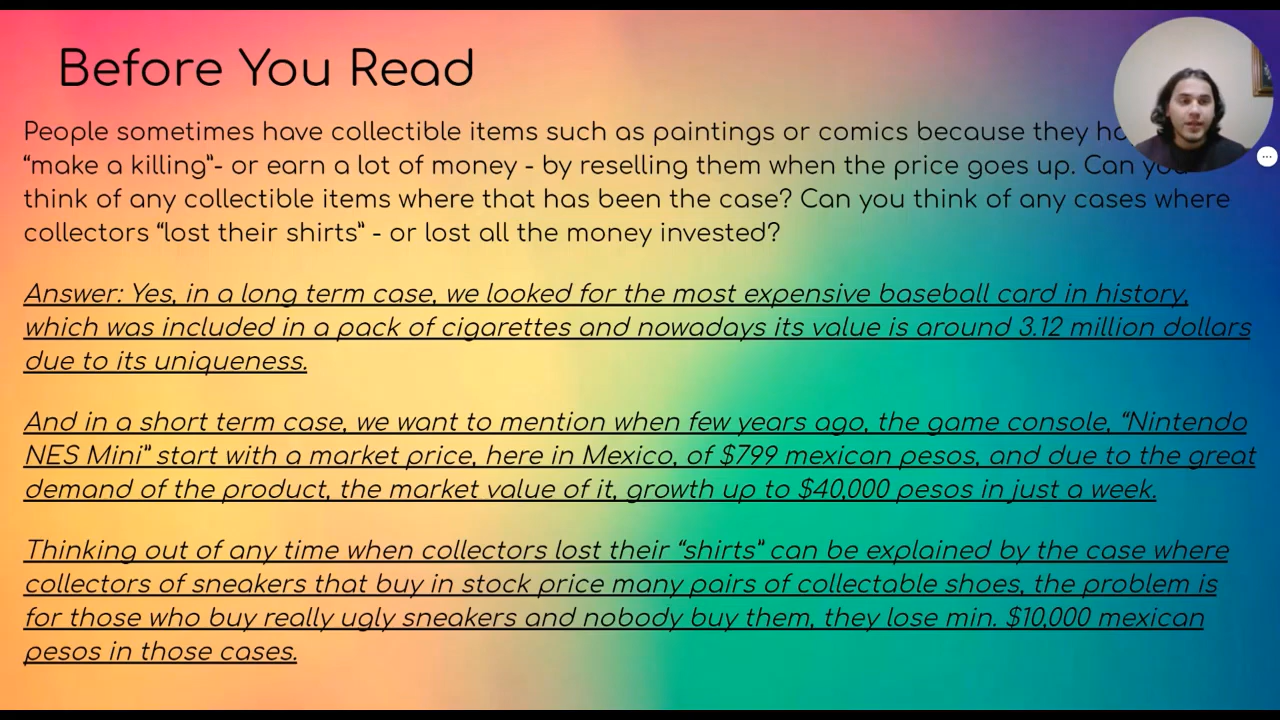 Before You Read
People sometimes have collectible items such as paintings or comics because they
“make a killing”- or earn a lot of money - by reselling them when the price goes up. Can you
think of any collectible items where that has been the case? Can you think of any cases where
collectors “lost their shirts” - or lost all the money invested?
Answer: Yes, in a long term case, we looked for the most expensive baseball card in history,
which was included in a pack of cigarettes and nowadays its value is around 3.12 million dollars
due to its uniqueness.
And in a short term case, we want to mention when few years ago, the game console, “Nintendo
NES Mini” start with a market price, here in Mexico, of $799 mexican pesos, and due to the great
demand of the product, the market value of it, growth up to $40,000 pesos in just a week.
Thinking out of any time when collectors lost their “shirts” can be explained by the case where
collectors of sneakers that buy in stock price many pairs of collectable shoes, the problem is
for those who buy really ugly sneakers and nobody buy them, they lose min. $10,000 mexican
pesos in those cases.